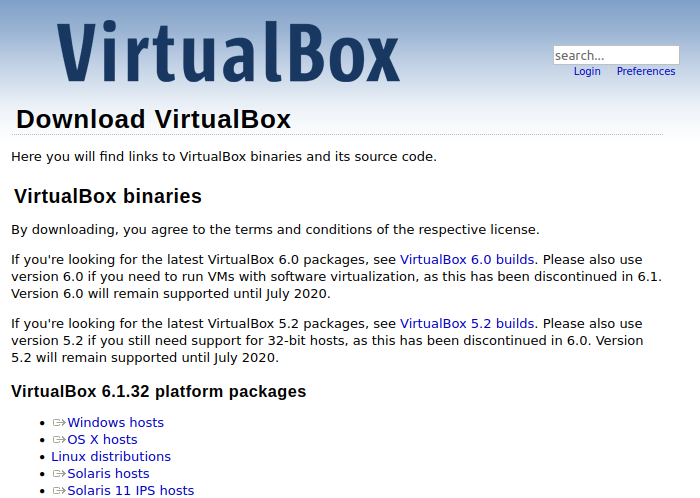 VirtualBox
search...
Login Preferences
Download VirtualBox
Here you will find links to VirtualBox binaries and its source code.
VirtualBox binaries
By downloading, you agree to the terms and conditions of the respective license.
If you're looking for the latest VirtualBox 6.0 packages, see VirtualBox 6.0 builds. Please also use
version 6.0 if you need to run VMs with software virtualization, as this has been discontinued in 6.1.
Version 6.0 will remain supported until July 2020.
If you're looking for the latest VirtualBox 5.2 packages, see VirtualBox 5.2 builds. Please also use
version 5.2 if you still need support for 32-bit hosts, as this has been discontinued in 6.0. Version
5.2 will remain supported until July 2020.
VirtualBox 6.1.32 platform packages
• Windows hosts
• OS X hosts
• Linux distributions
• Solaris hosts
• Solaris 11 IPS hosts